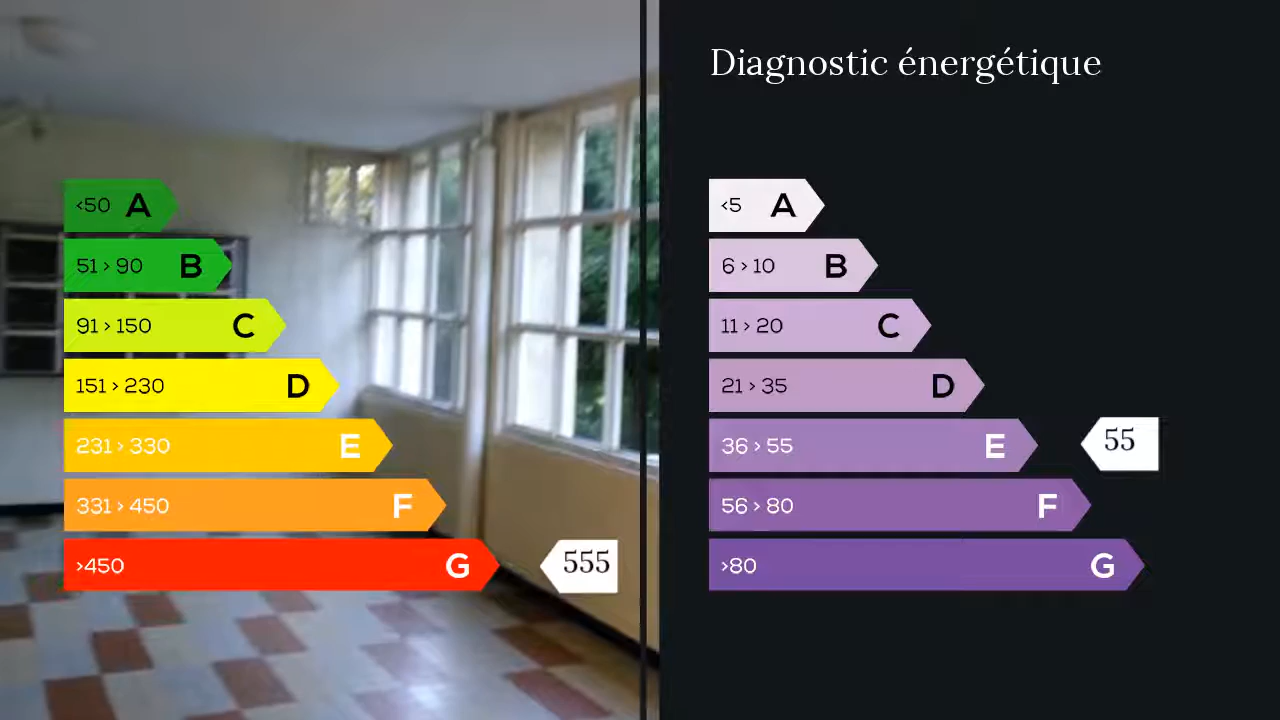 Diagnostic énergétique
<50 A
51 > 90 B
91 > 150 C
151 > 230 D
231 > 330 E
331 > 450 F
>450 G
555
<5 A
6 > 10 B
11 > 20 C
21 > 35 D
36 > 55 E
55
56 > 80 F
>80 G